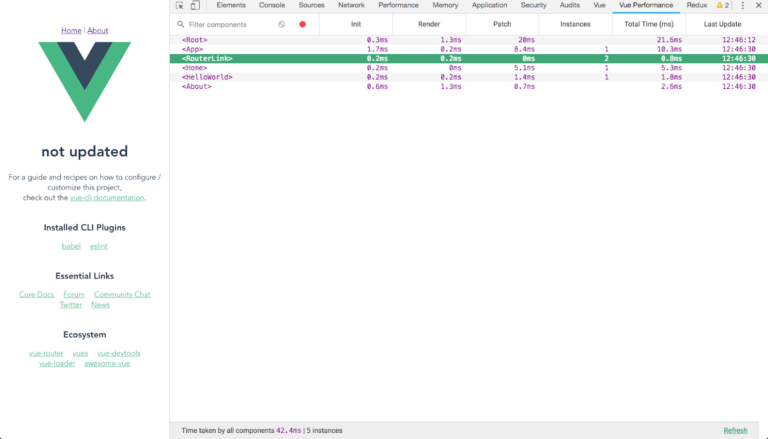 Home | About
not updated
For a guide and recipes on how to configure /
customize this project,
check out the vue-cli documentation.
Installed CLI Plugins
babel eslint
Essential Links
Core Docs Forum Community Chat
Twitter News
Ecosystem
vue-router vuex vue-devtools
vue-loader awesome-vue
Elements Console Sources Network Performance Memory Application Security Audits Vue Vue Performance Redux 2
Filter components Init Render Patch Instances Total Time (ms) Last Update
<Root> 0.3ms 1.3ms 20ms 21.6ms 12:46:12
<App> 1.7ms 0.2ms 8.4ms 1 10.3ms 12:46:30
<RouterLink> 0.2ms 0.2ms 0ms 2 0.8ms 12:46:30
<Home> 0.2ms 0ms 5.1ms 1 5.3ms 12:46:30
<HelloWorld> 0.2ms 0.2ms 1.4ms 1 1.8ms 12:46:30
<About> 0.6ms 1.3ms 0.7ms 2.6ms 12:46:30
Time taken by all components 42.4ms | 5 instances Refresh